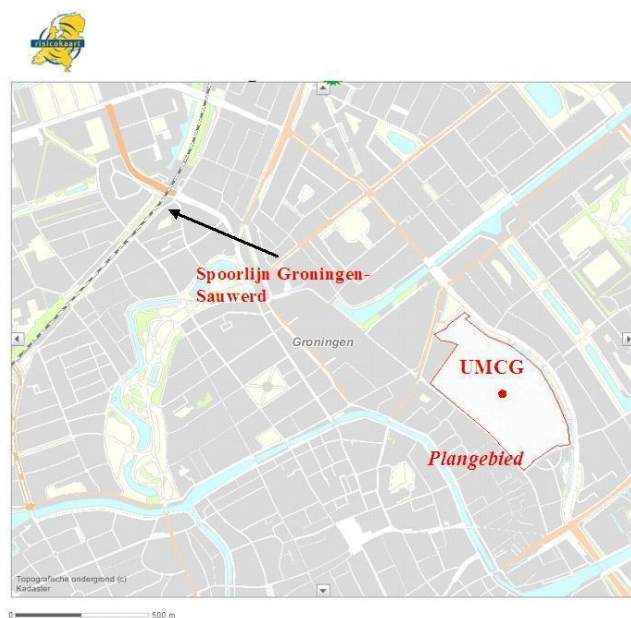 risicokaart
Spoorlijn Groningen-
Sauwerd
Groningen
UMCG
Plangebied
Topografische ondergrond (c)
Kadaster
0
500 m